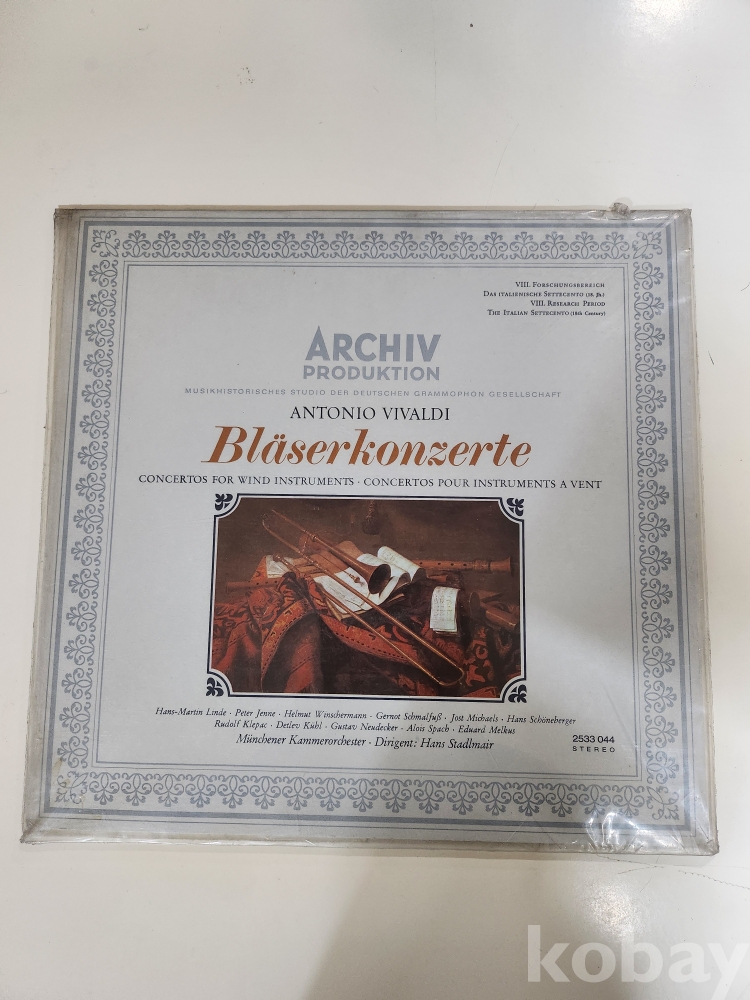 VIII. FORSCHUNGSBEREICH
DAS ITALIENISCHE SETTECENTO (18. Jh.)
VIII. RESEARCH PERIOD
THE ITALIAN SETTECENTO (18th Century)
ARCHIV
PRODUKTION
MUSIKHISTORISCHES STUDIO DER DEUTSCHEN GRAMMOPHON GESELLSCHAFT
ANTONIO VIVALDI
Bläserkonzerte
CONCERTOS FOR WIND INSTRUMENTS · CONCERTOS POUR INSTRUMENTS A VENT
Hans-Martin Linde · Peter Jenne · Helmut Winschermann · Gernot Schmalfuß · Jost Michaels · Hans Schöneberger
Rudolf Klepac · Detlev Kühl · Gustav Neudecker · Alois Spach · Eduard Melkus
Münchener Kammerorchester · Dirigent: Hans Stadlmair
2533 044
STEREO
kobay